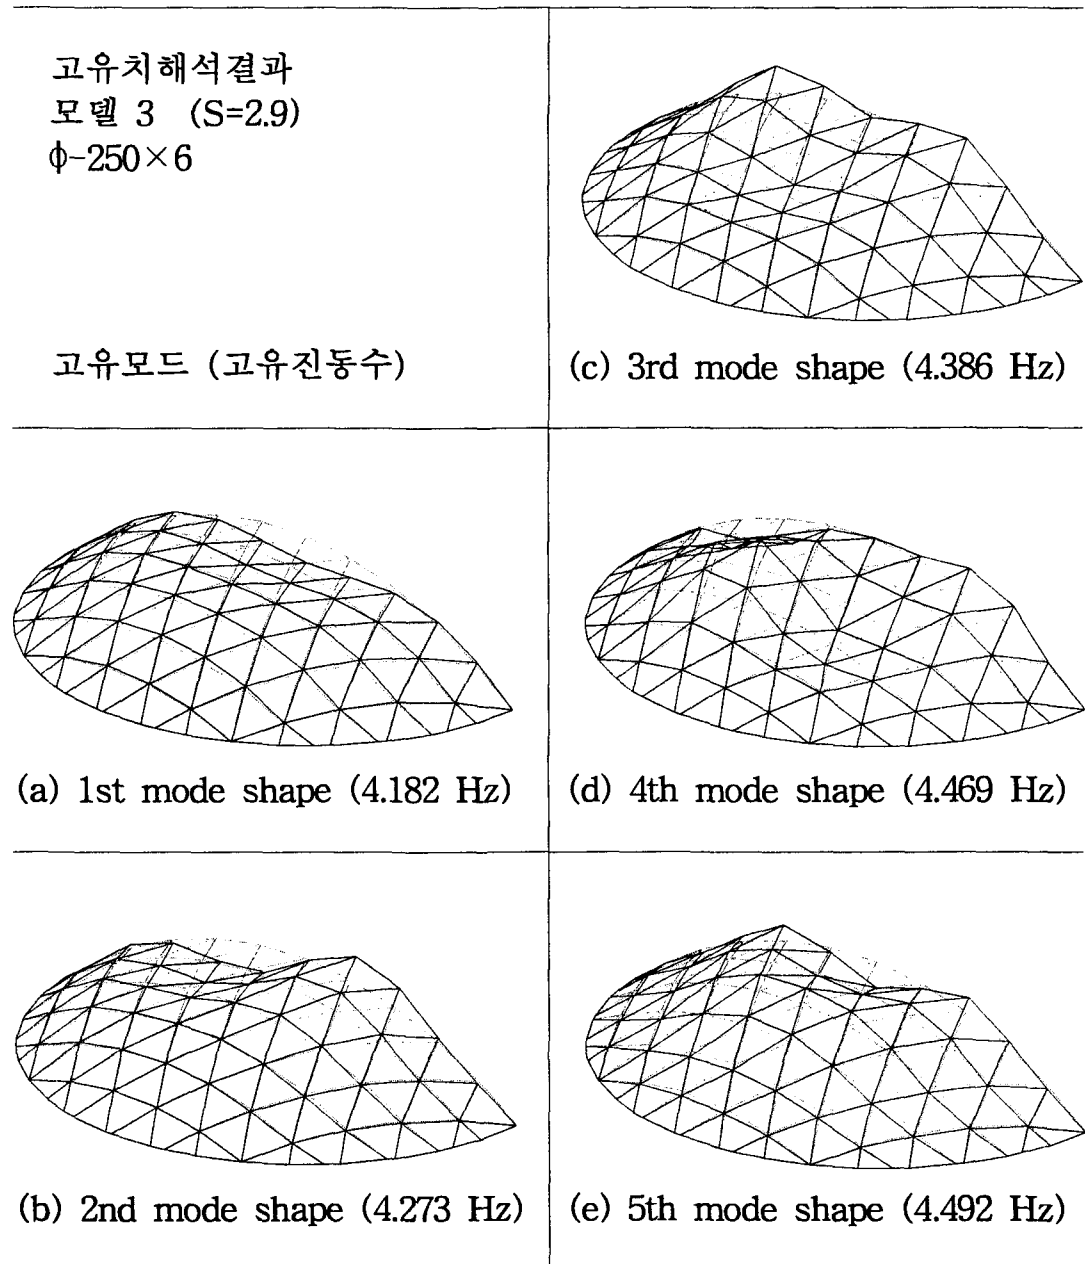 고유치해석결과
모델 3 (S=2.9)
ϕ-250×6
고유모드 (고유진동수)
(c) 3rd mode shape (4.386 Hz)
(a) 1st mode shape (4.182 Hz)
(d) 4th mode shape (4.469 Hz)
(b) 2nd mode shape (4.273 Hz)
(e) 5th mode shape (4.492 Hz)